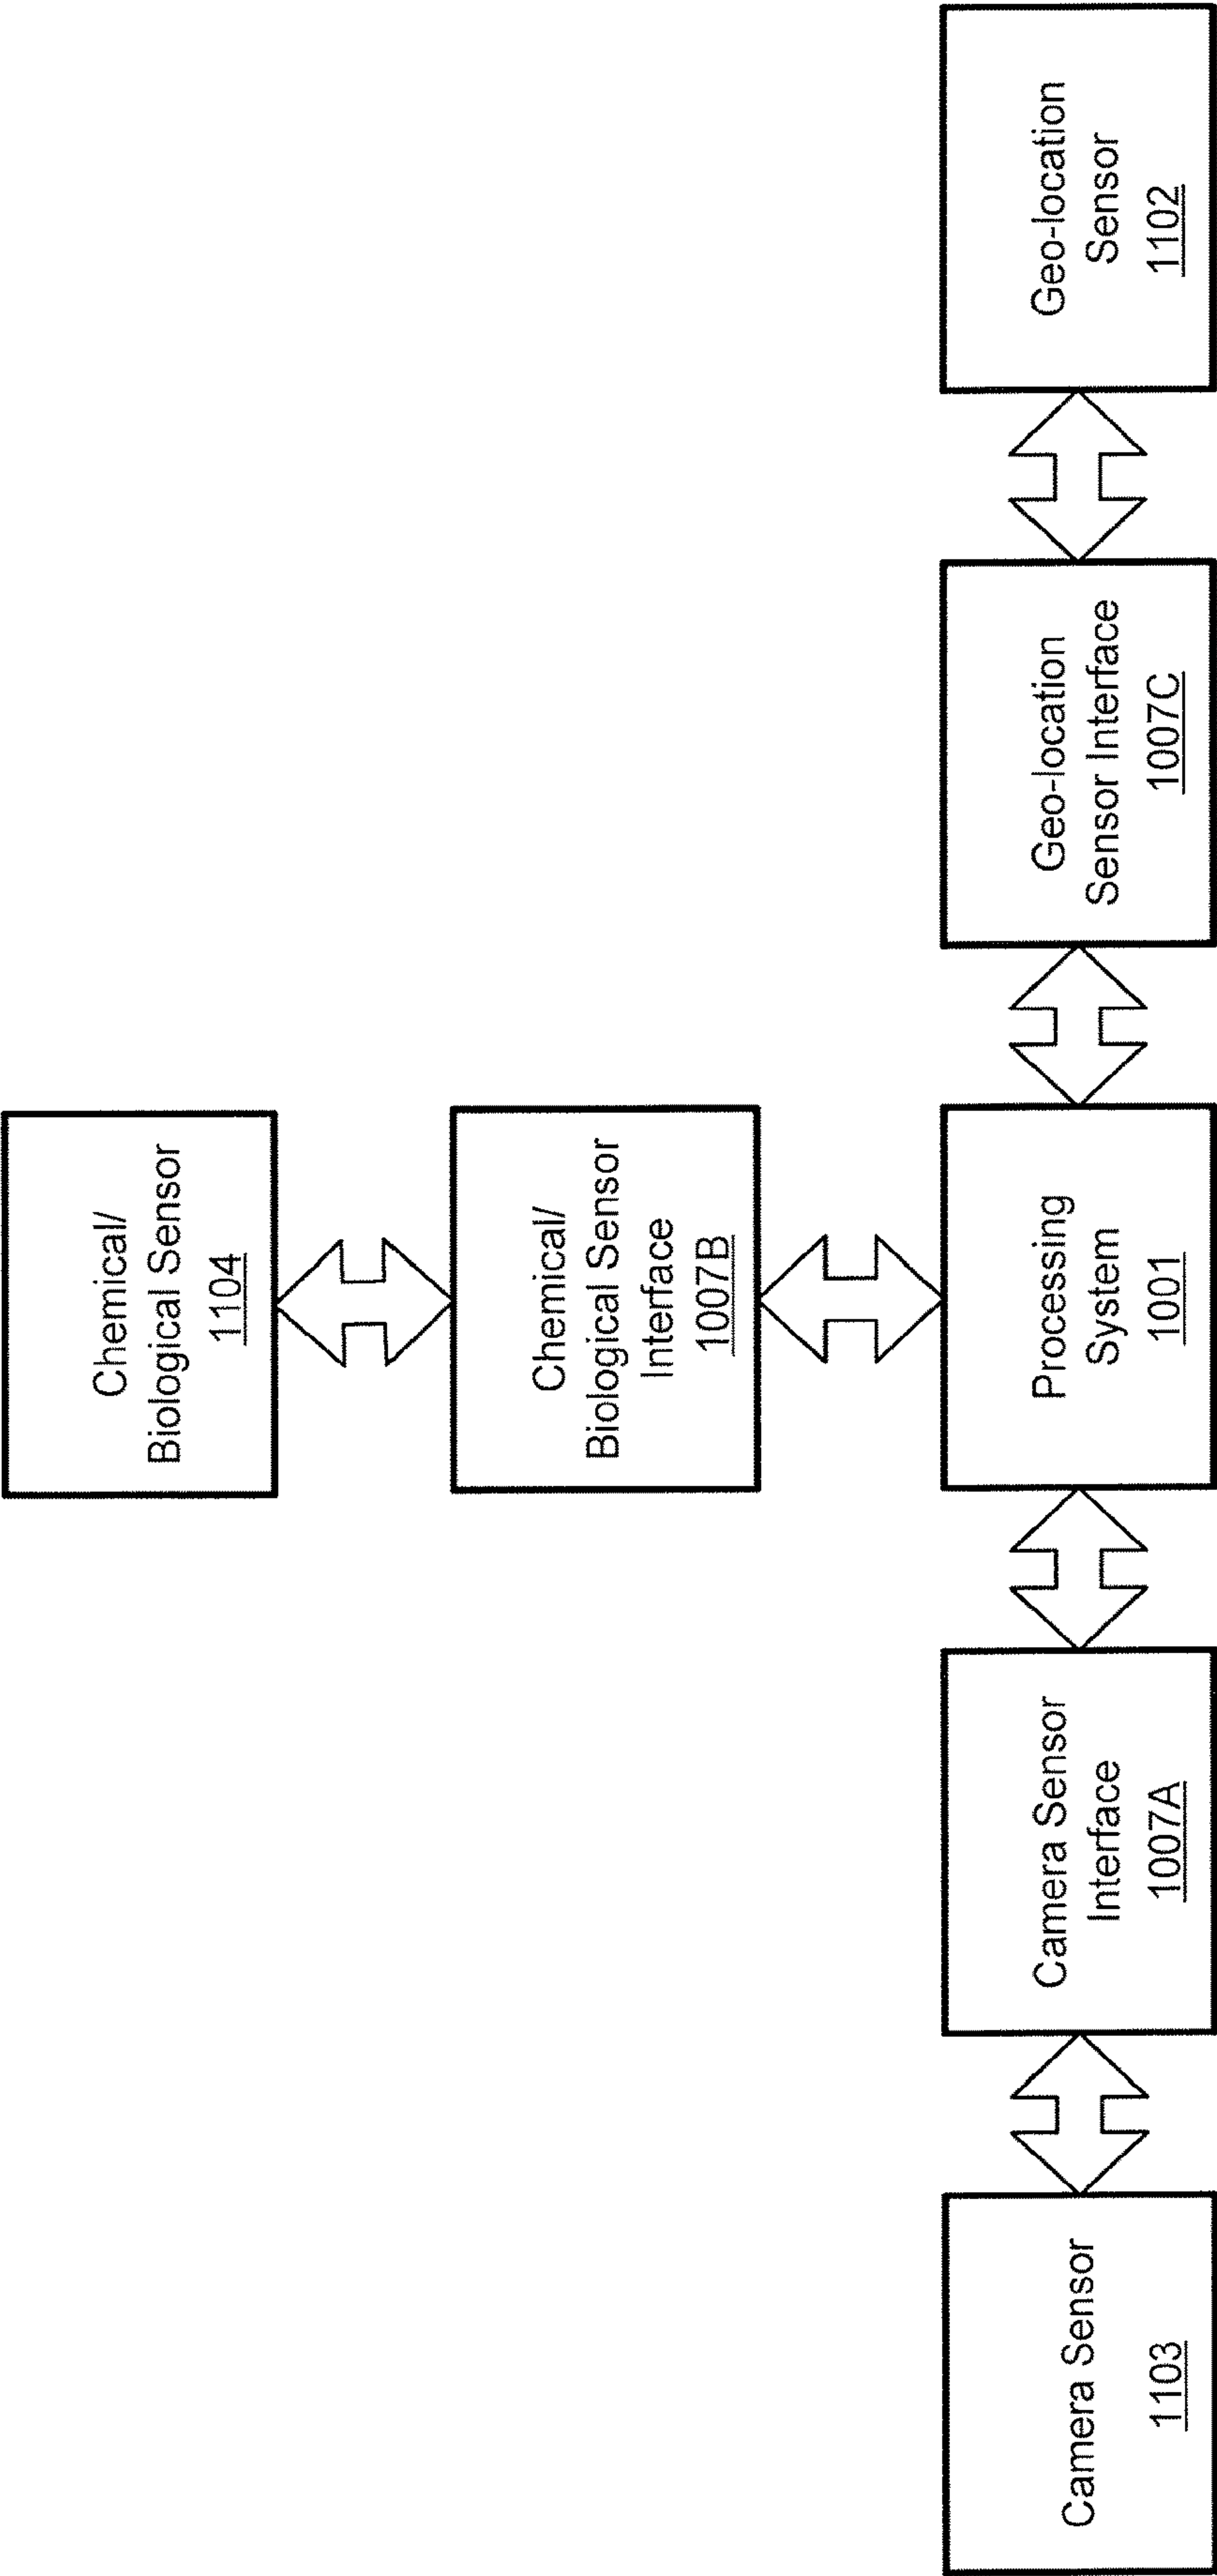 Chemical/
Biological Sensor
1104
Chemical/
Biological Sensor
Interface
1007B
Camera Sensor
1103
Camera Sensor
Interface
1007A
Processing
System
1001
Geo-location
Sensor Interface
1007C
Geo-location
Sensor
1102